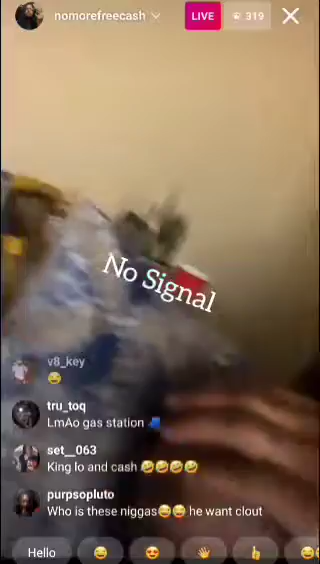 nomorefreecash
LIVE
319
No Signal
v8_key
😂
tru_toq
LmAo gas station
set__063
King lo and cash 🤣🤣🤣🤣
purpsopluto
Who is these niggas😂😂 he want clout
Hello 😂 😍 👋 👍 😂